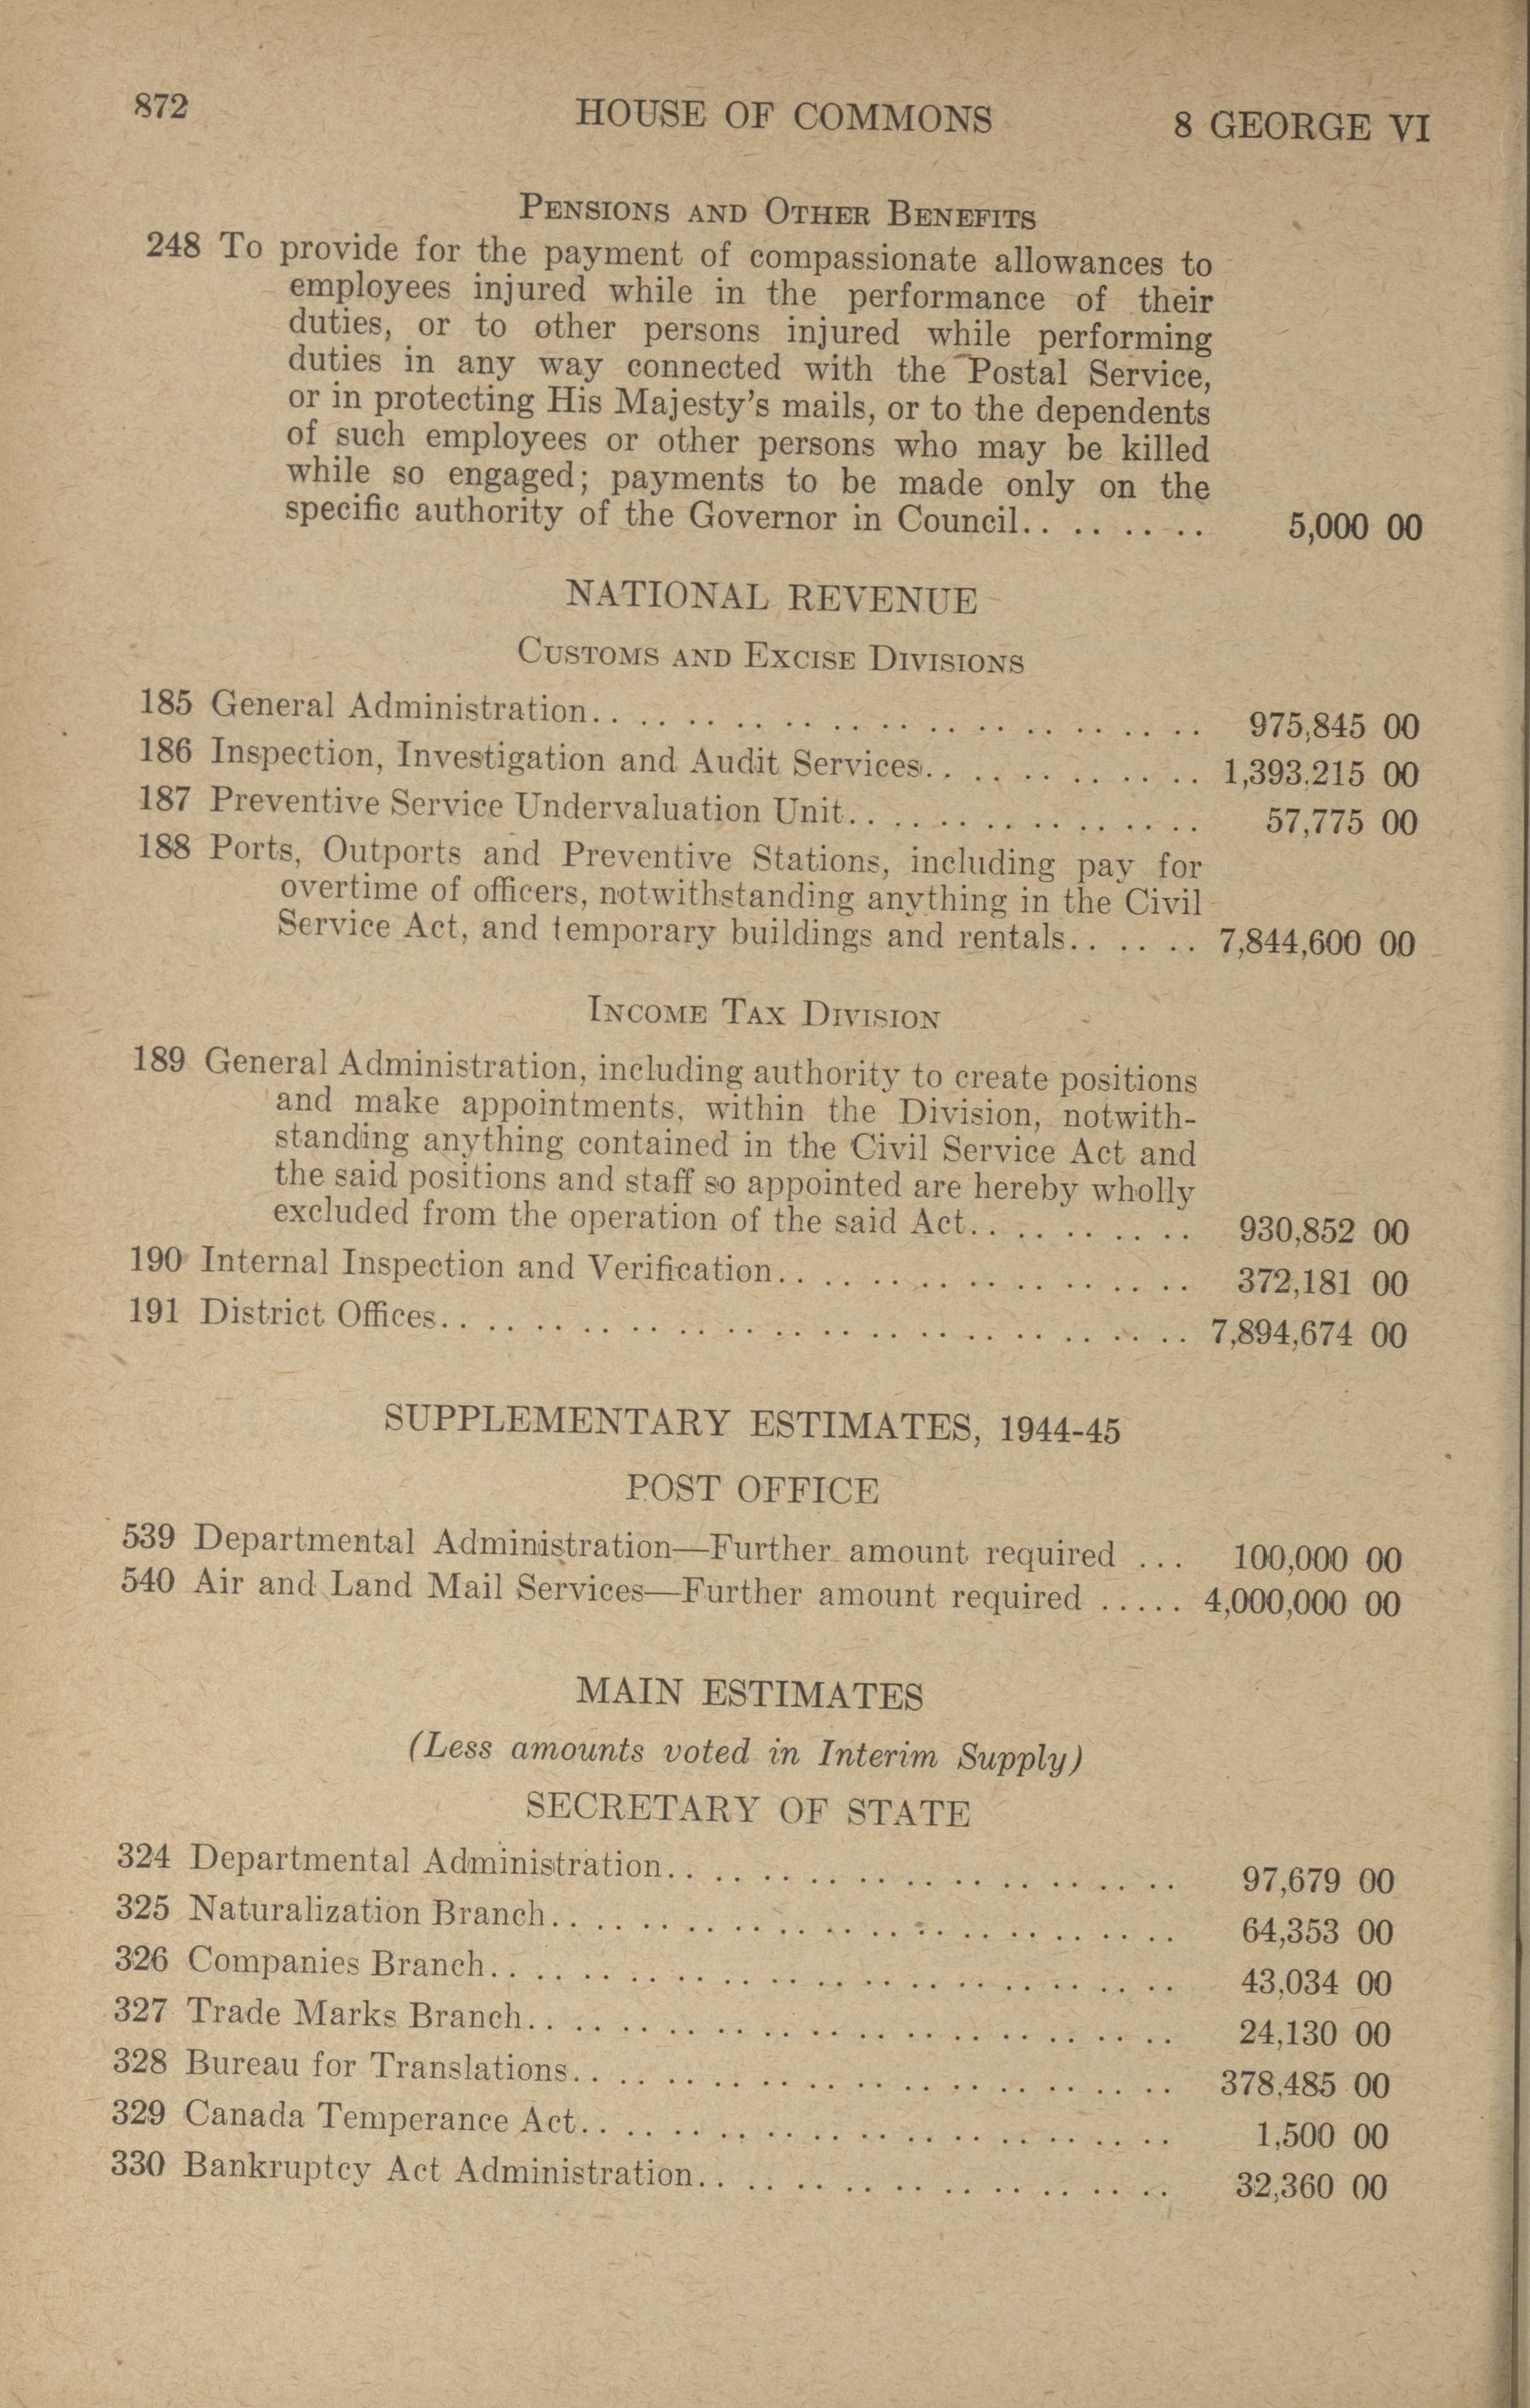 872 HOUSE OF COMMONS 8 GEORGE VI
PENSIONS AND OTHER BENEFITS
248 To provide for the payment of compassionate allowances to
employees injured while in the performance of their
duties, or to other persons injured while performing
duties in any way connected with the Postal Service,
or in protecting His Majesty's mails, or to the dependents
of such employees or other persons who may be killed
while so engaged; payments to be made only on the
specific authority of the Governor in Council. . . . . . . . . 5,000 00
NATIONAL REVENUE
CUSTOMS AND EXCISE DIVISIONS
185 General Administration. . . . . . . . . . . . . . . . . . . . . . . . . . 975,845 00
186 Inspection, Investigation and Audit Services. . . . . . . . . . . . 1,393.215 00
187 Preventive Service Undervaluation Unit. . . . . . . . . . . . . . . . 57,775 00
188 Ports, Outports and Preventive Stations, including pay for
overtime of officers, notwithstanding anything in the Civil
Service Act, and temporary buildings and rentals. . . . . . 7,844,600 00
INCOME TAX DIVISION
189 General Administration, including authority to create positions
and make appointments, within the Division, notwith-
standing anything contained in the Civil Service Act and
the said positions and staff so appointed are hereby wholly
excluded from the operation of the said Act. . . . . . . . . . 930,852 00
190 Internal Inspection and Verification. . . . . . . . . . . . . . . . . . 372,181 00
191 District Offices. . . . . . . . . . . . . . . . . . . . . . . . . . . . . . . . 7,894,674 00
SUPPLEMENTARY ESTIMATES, 1944-45
POST OFFICE
539 Departmental Administration—Further amount required ... 100,000 00
540 Air and Land Mail Services—Further amount required ..... 4,000,000 00
MAIN ESTIMATES
(Less amounts voted in Interim Supply)
SECRETARY OF STATE
324 Departmental Administration. . . . . . . . . . . . . . . . . . . . . . 97,679 00
325 Naturalization Branch. . . . . . . . . . . . . . . . . . . . . . . . . . . 64,353 00
326 Companies Branch. . . . . . . . . . . . . . . . . . . . . . . . . . . . . . 43,034 00
327 Trade Marks Branch. . . . . . . . . . . . . . . . . . . . . . . . . . . . 24,130 00
328 Bureau for Translations. . . . . . . . . . . . . . . . . . . . . . . . . . 378,485 00
329 Canada Temperance Act. . . . . . . . . . . . . . . . . . . . . . . . . . 1,500 00
330 Bankruptcy Act Administration. . . . . . . . . . . . . . . . . . . . 32,360 00